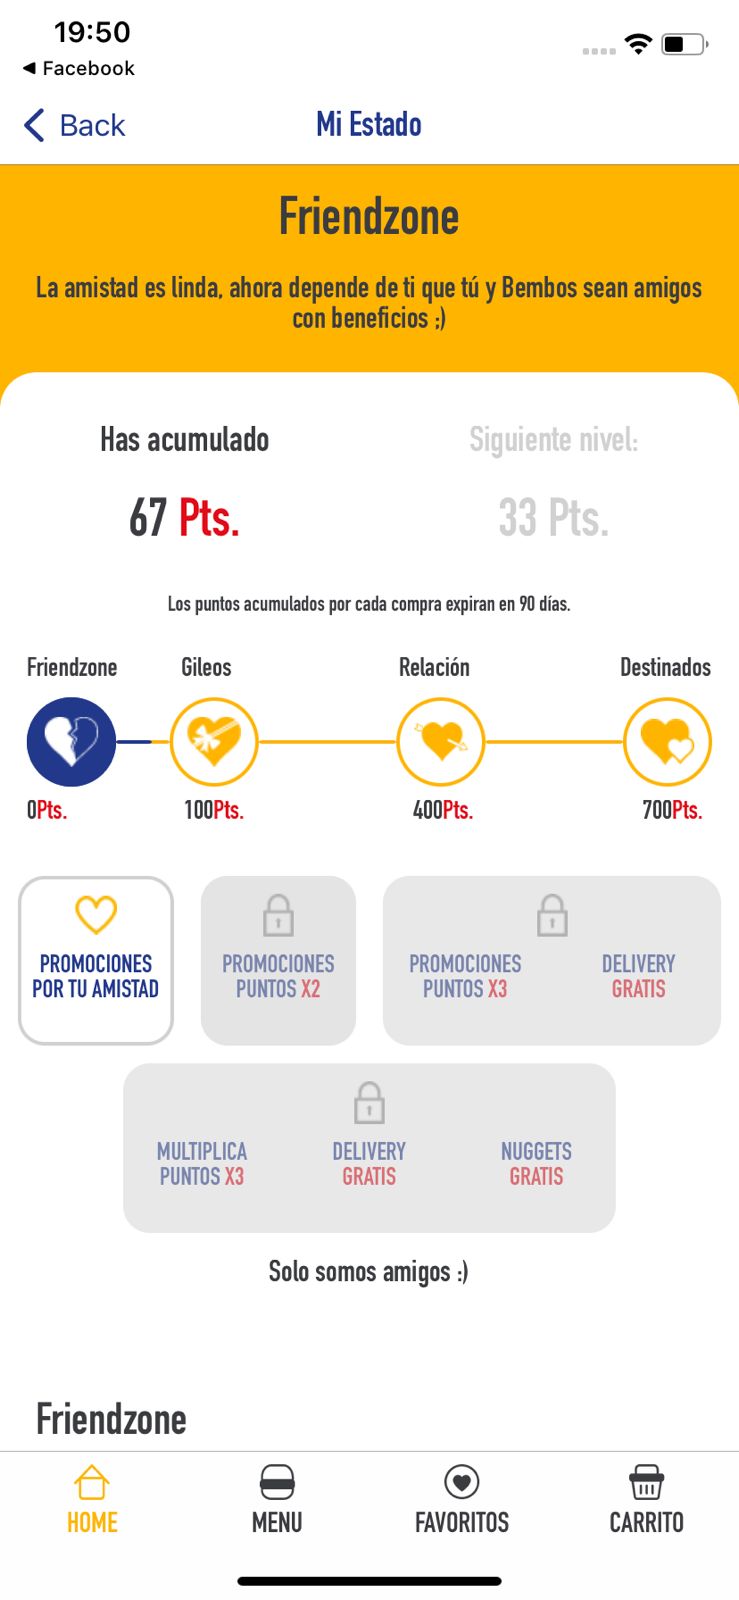 19:50
◀ Facebook
Back
Mi Estado
Friendzone
La amistad es linda, ahora depende de ti que tú y Bembos sean amigos
con beneficios ;)
Has acumulado
Siguiente nivel:
67 Pts.
33 Pts.
Los puntos acumulados por cada compra expiran en 90 días.
Friendzone
Gileos
Relación
Destinados
0Pts.
100Pts.
400Pts.
700Pts.
PROMOCIONES
POR TU AMISTAD
PROMOCIONES
PUNTOS X2
PROMOCIONES
PUNTOS X3
DELIVERY
GRATIS
MULTIPLICA
PUNTOS X3
DELIVERY
GRATIS
NUGGETS
GRATIS
Solo somos amigos :)
Friendzone
HOME
MENU
FAVORITOS
CARRITO